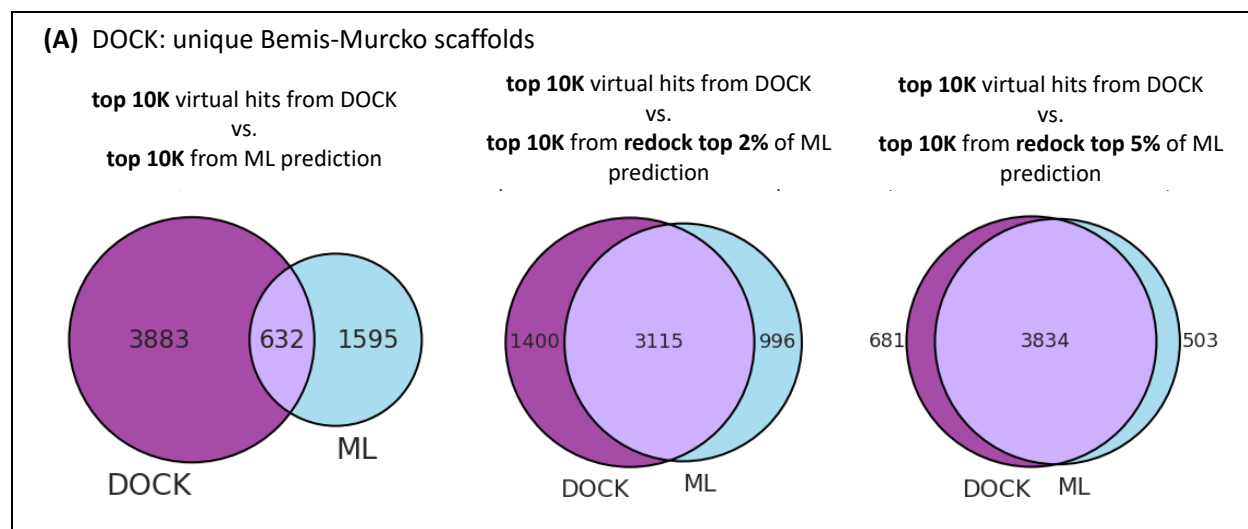 (A) DOCK: unique Bemis-Murcko scaffolds
top 10K virtual hits from DOCK
vs.
top 10K from ML prediction
top 10K virtual hits from DOCK
vs.
top 10K from redock top 2% of ML
prediction
top 10K virtual hits from DOCK
vs.
top 10K from redock top 5% of ML
prediction
3883
632
1595
DOCK
ML
1400
3115
996
DOCK
ML
681
3834
503
DOCK
ML